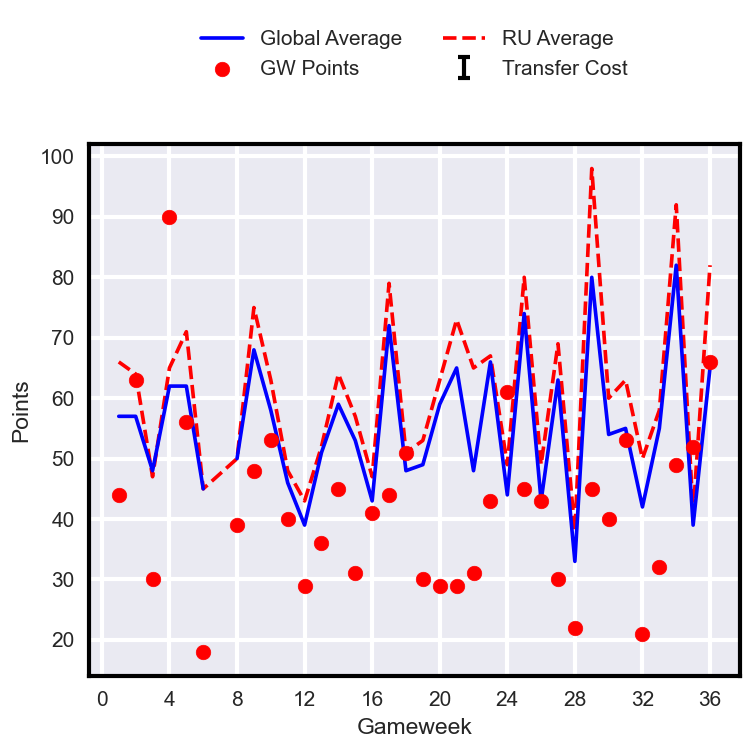 Global Average
RU Average
GW Points
Transfer Cost
100
90
80
70
60
50
40
30
20
Points
0 4 8 12 16 20 24 28 32 36
Gameweek